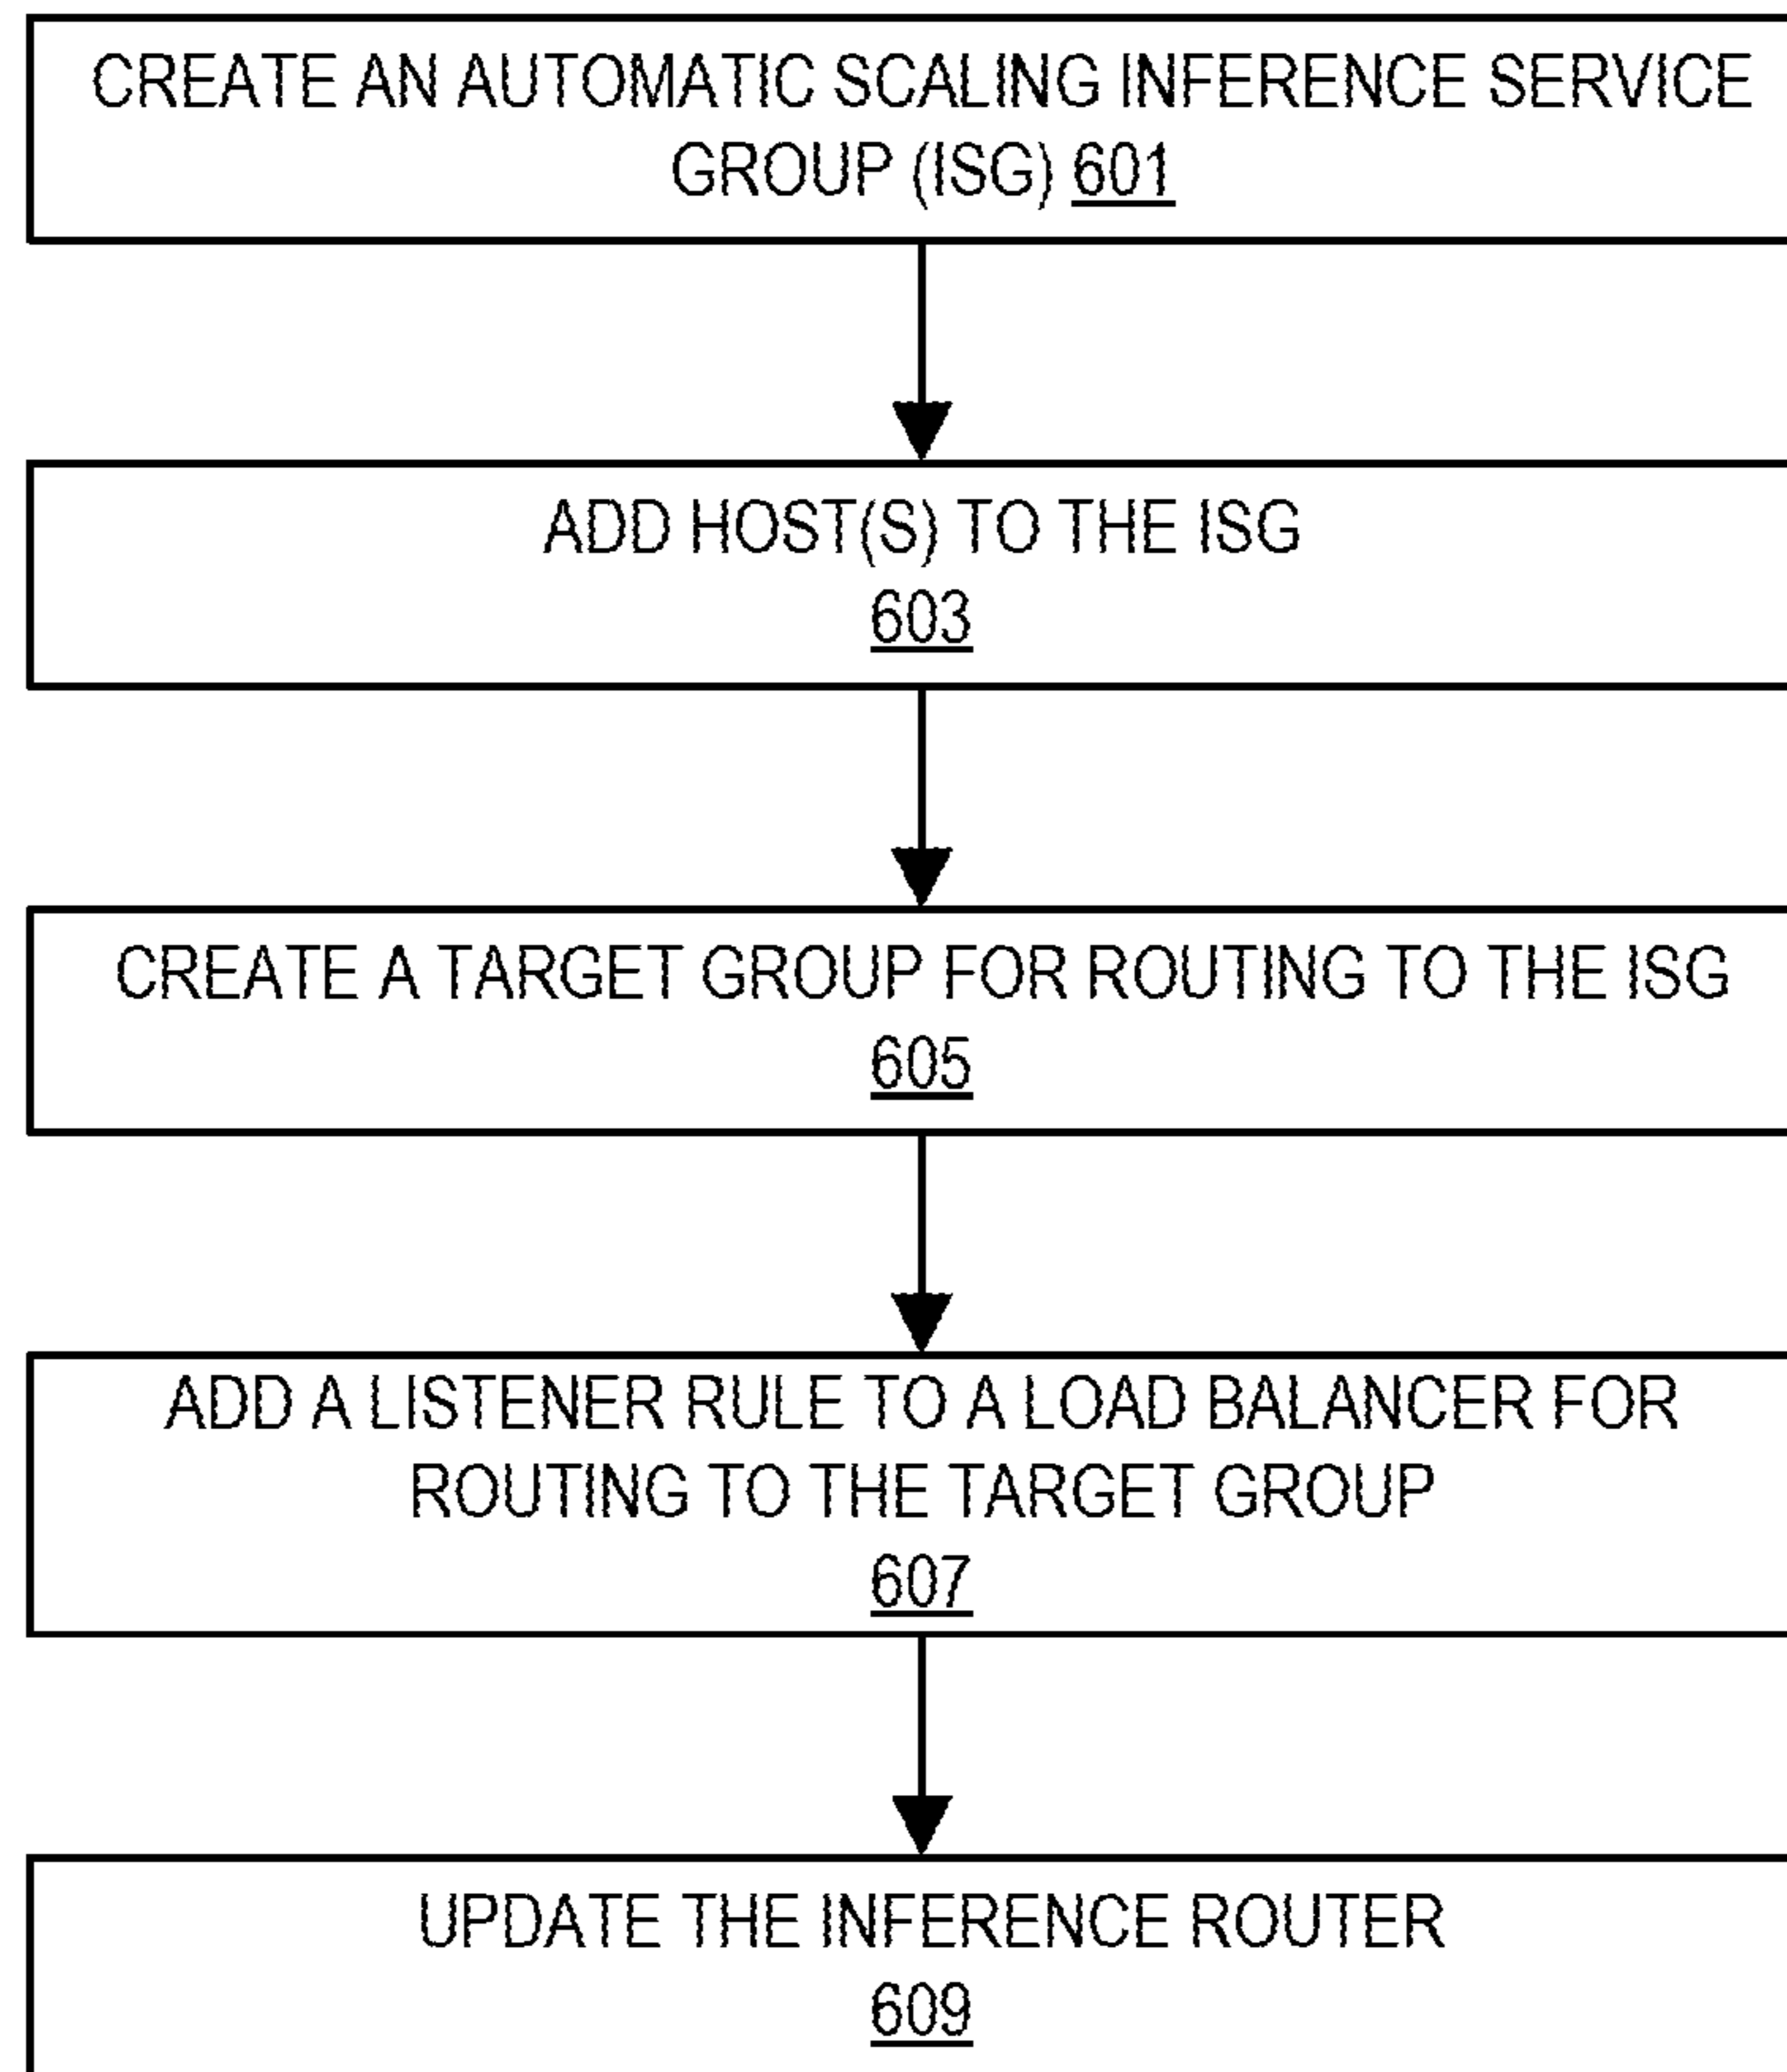 CREATE AN AUTOMATIC SCALING INFERENCE SERVICE
GROUP (ISG) 601
ADD HOST(S) TO THE ISG
603
CREATE A TARGET GROUP FOR ROUTING TO THE ISG
605
ADD A LISTENER RULE TO A LOAD BALANCER FOR
ROUTING TO THE TARGET GROUP
607
UPDATE THE INFERENCE ROUTER
609